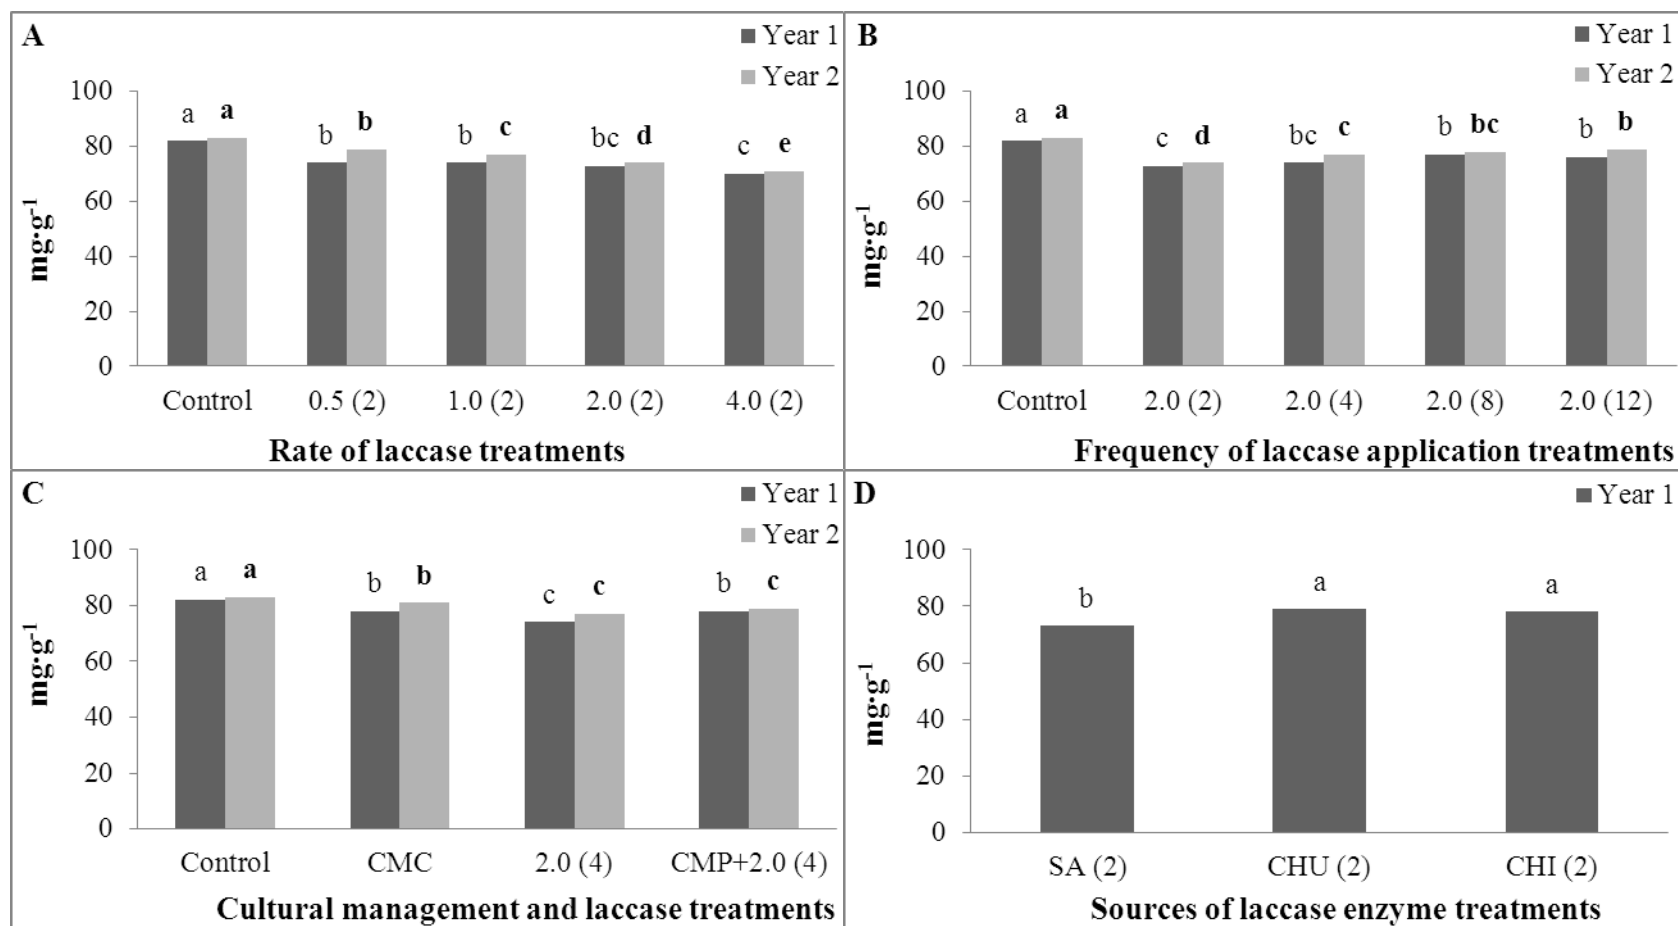 A
Year 1
Year 2
mg·g-1
100
80
60
40
20
0
a a b b b c bc d c e
Control 0.5 (2) 1.0 (2) 2.0 (2) 4.0 (2)
Rate of laccase treatments
B
Year 1
Year 2
mg·g-1
100
80
60
40
20
0
a a c d bc c b bc b b
Control 2.0 (2) 2.0 (4) 2.0 (8) 2.0 (12)
Frequency of laccase application treatments
C
Year 1
Year 2
mg·g-1
100
80
60
40
20
0
a a b b c c b c
Control CMC 2.0 (4) CMP+2.0 (4)
Cultural management and laccase treatments
D
Year 1
mg·g-1
100
80
60
40
20
0
b a a
SA (2) CHU (2) CHI (2)
Sources of laccase enzyme treatments